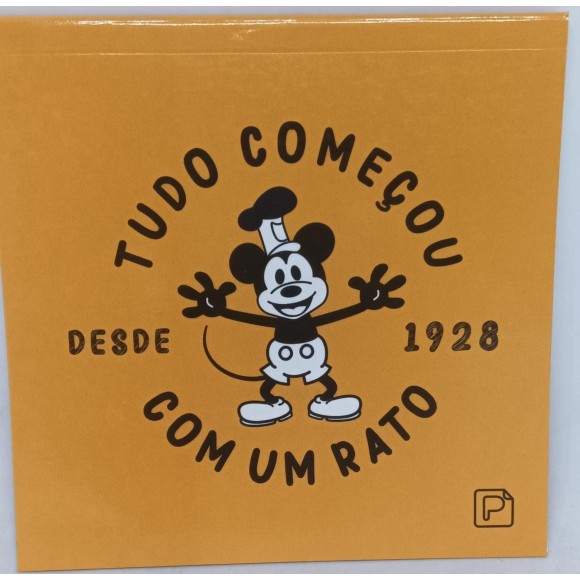 TUDO COMEÇOU
DESDE 1928
COM UM RATO
P